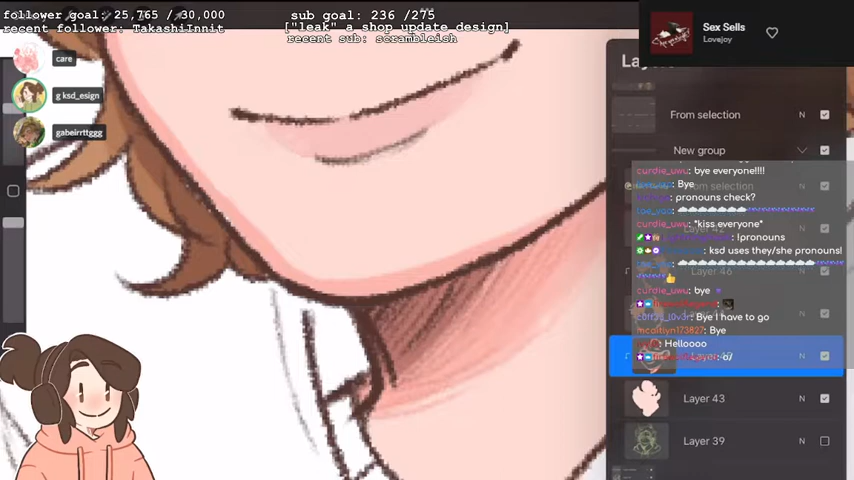 follower goal: 25,765 / 30,000
recent follower: TakashiInnit
sub goal: 236 /275
["leak" a shop update design]
recent sub: scrambleish
Sex Sells
Lovejoy
care
g ksd_esign
gabeirrttggg
From selection N
New group
curdie_uwu: bye everyone!!!!
Bye
pronouns check?
curdie_uwu: *kiss everyone*
!pronouns
ksd uses they/she pronouns!
Layer 46
curdie_uwu: bye
Bye I have to go
mcoltiyn173827: Bye
Helloooo
Layer 43 N
Layer 39 N